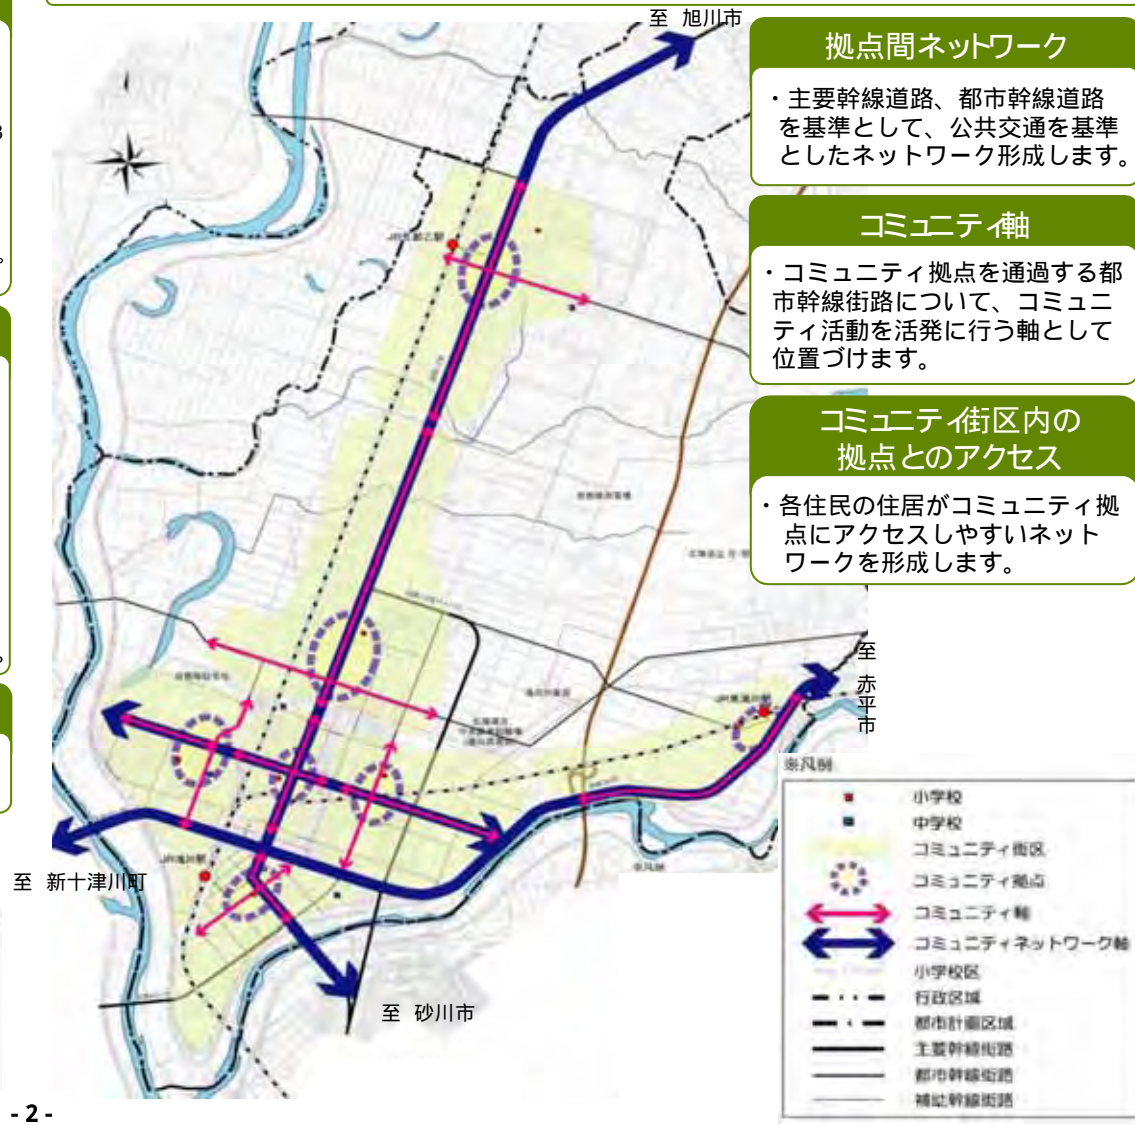 至 旭川市
拠点間ネットワーク
・主要幹線道路、都市幹線道路
を基準として、公共交通を基準
としたネットワーク形成します。
コミュニティ軸
・コミュニティ拠点を通過する都
市幹線街路について、コミュニ
ティ活動を活発に行う軸として
位置づけます。
コミュニティ街区内の
拠点とのアクセス
・各住民の住居がコミュニティ拠
点にアクセスしやすいネット
ワークを形成します。
至 赤平市
JR東滝川駅
JR滝川駅
至 新十津川町
至 砂川市
※凡例
小学校
中学校
コミュニティ街区
コミュニティ拠点
コミュニティ軸
コミュニティネットワーク軸
小学校区
行政区域
都市計画区域
主要幹線街路
都市幹線街路
補助幹線街路
- 2 -